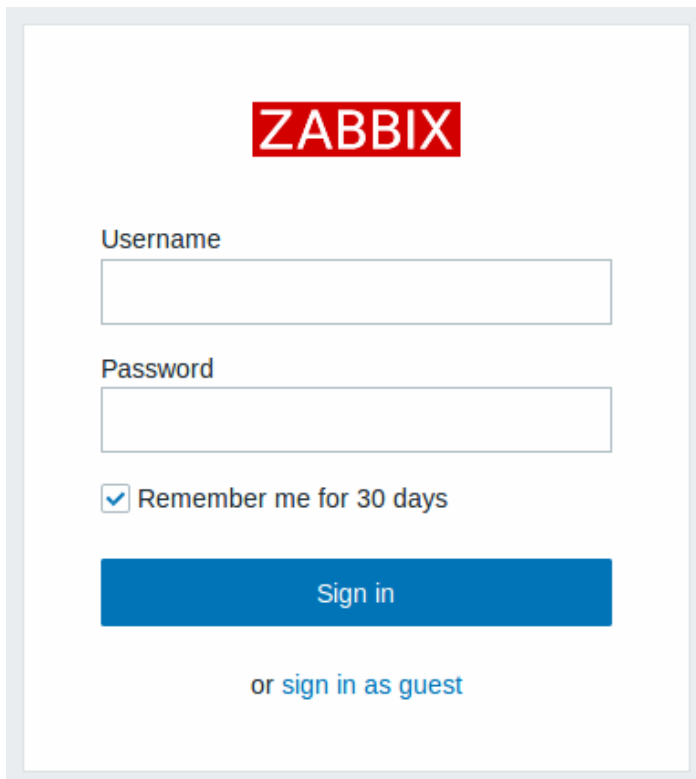 ZABBIX
Username
Password
Remember me for 30 days
Sign in
or sign in as guest